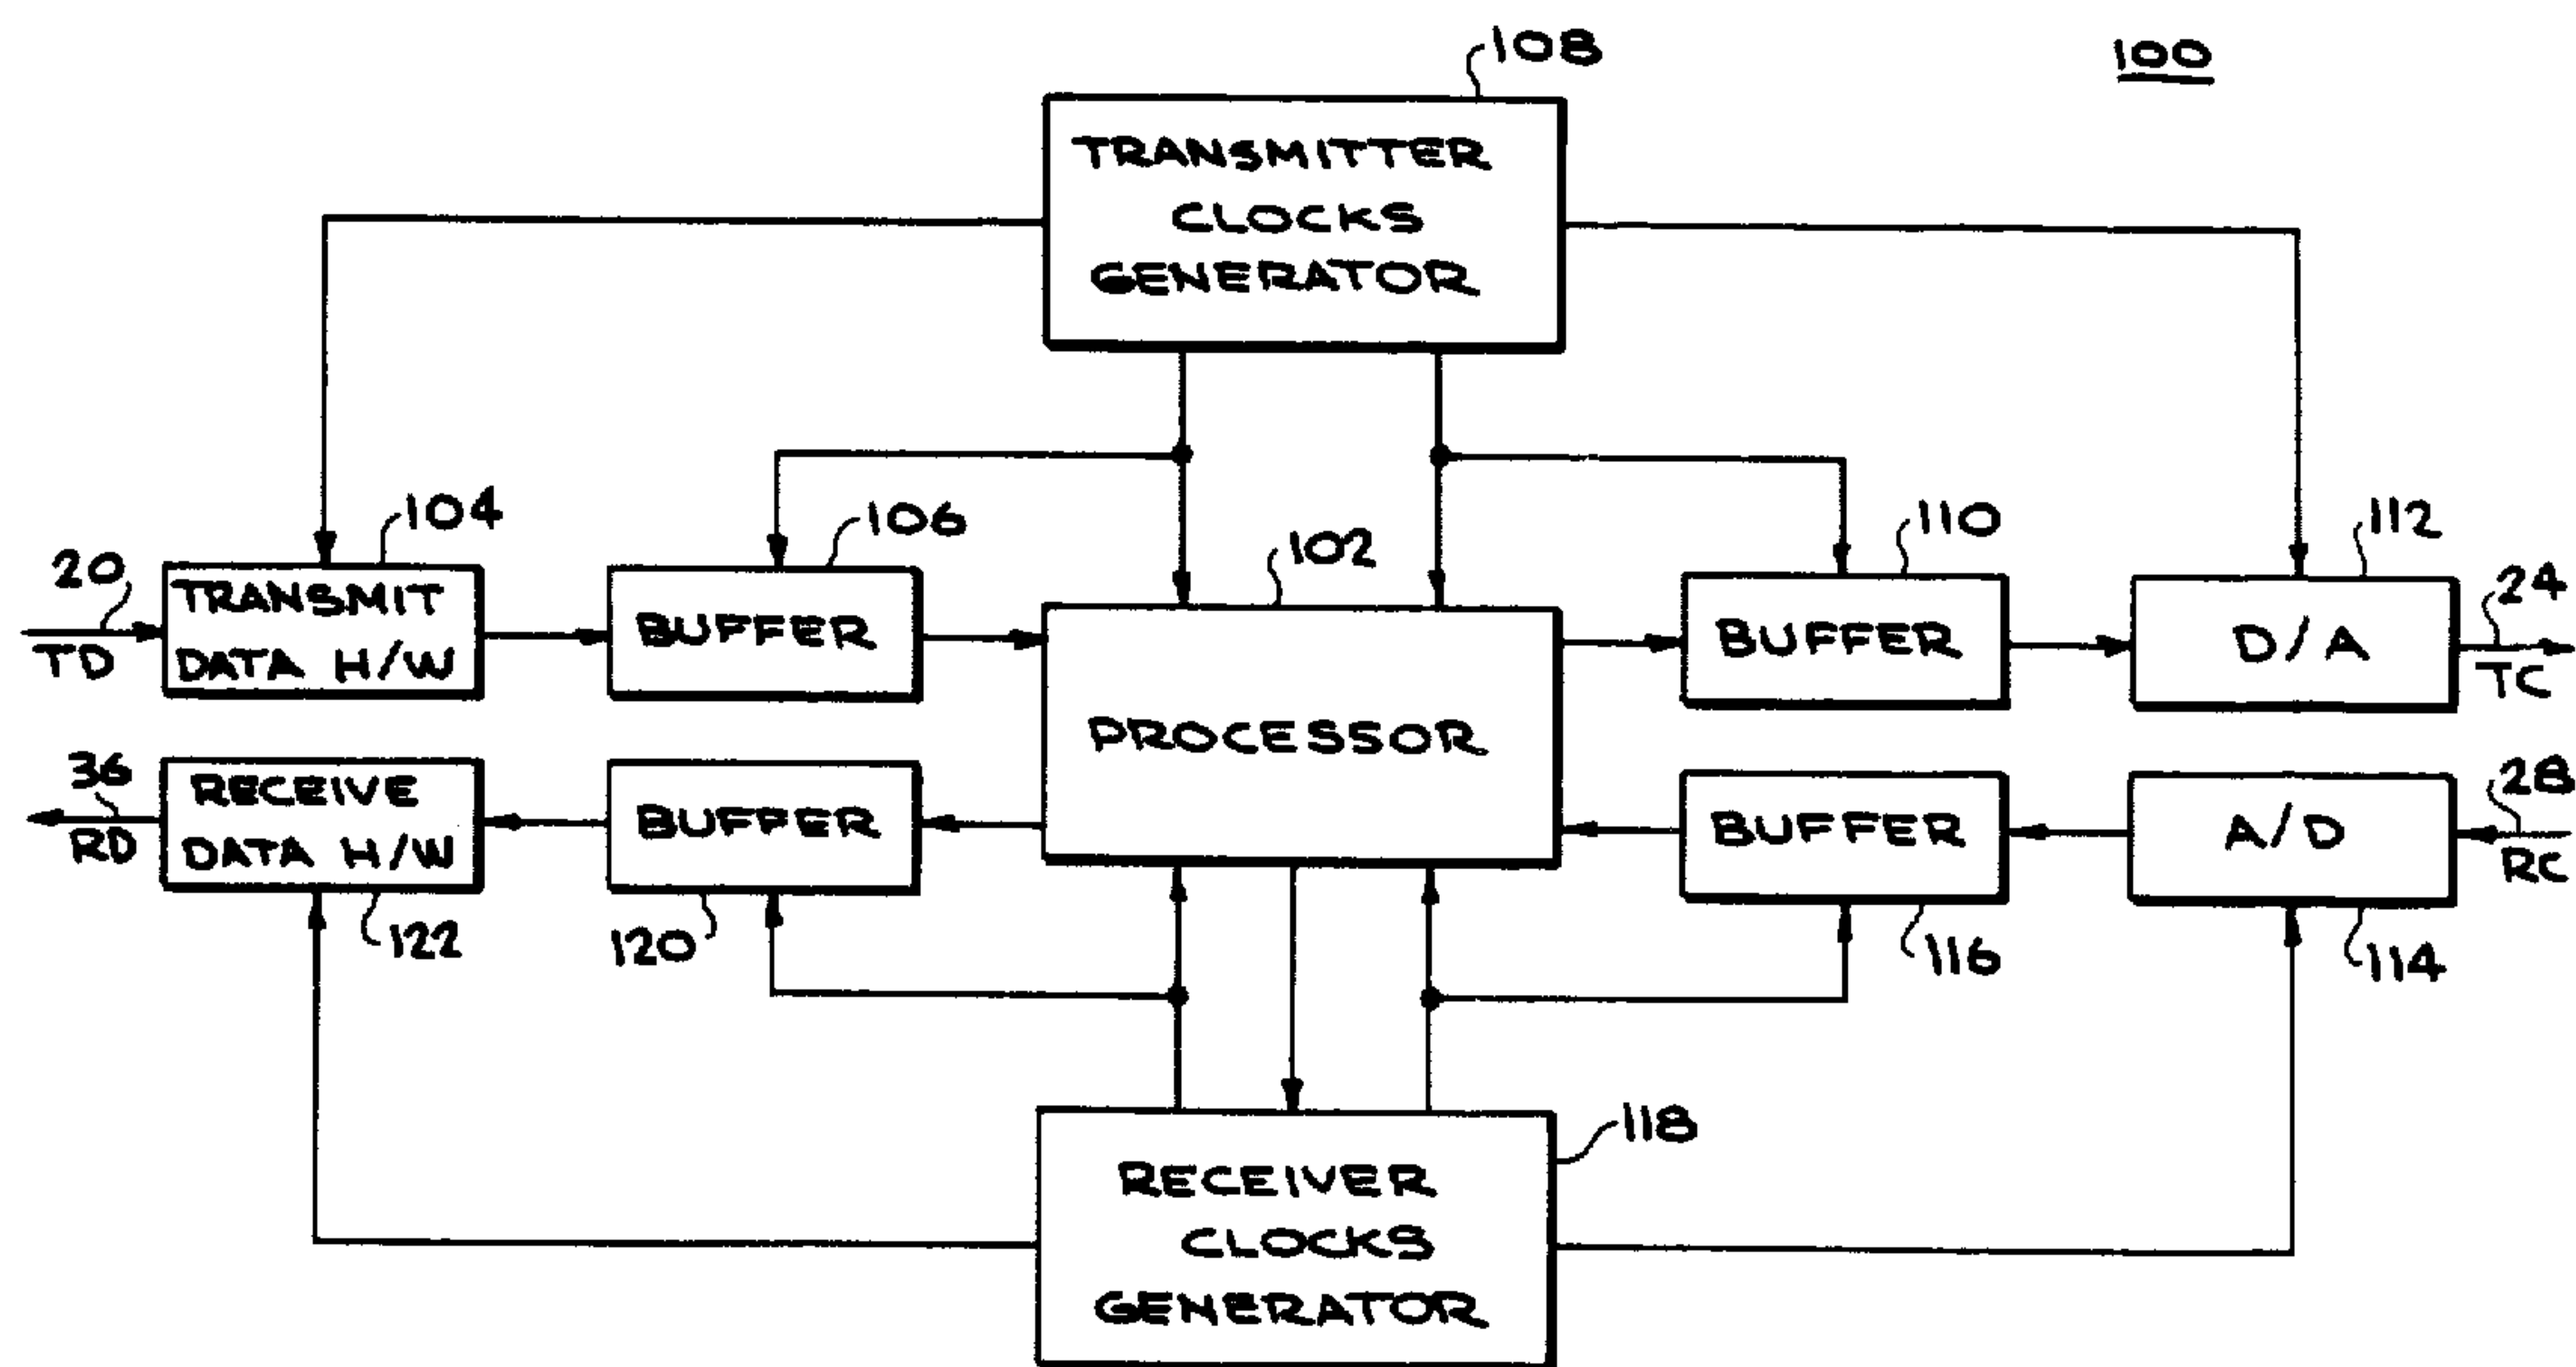 108
100
TRANSMITTER
CLOCKS
GENERATOR
104
106
102
110
112
20
TD
TRANSMIT
DATA H/W
BUFFER
PROCESSOR
BUFFER
D/A
24
TC
36
RD
RECEIVE
DATA H/W
BUFFER
BUFFER
A/D
28
RC
122
120
116
114
118
RECEIVER
CLOCKS
GENERATOR